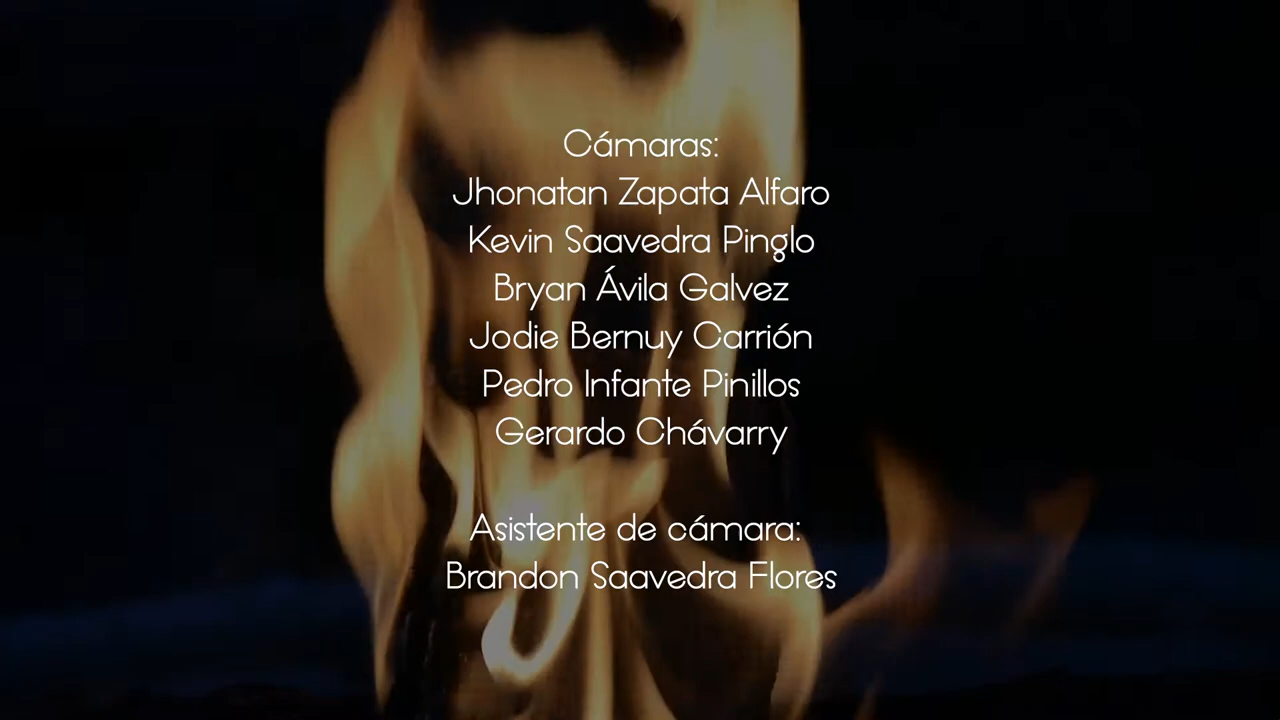 Cámaras:
Jhonatan Zapata Alfaro
Kevin Saavedra Pinglo
Bryan Ávila Galvez
Jodie Bernuy Carrión
Pedro Infante Pinillos
Gerardo Chávarry
Asistente de cámara:
Brandon Saavedra Flores